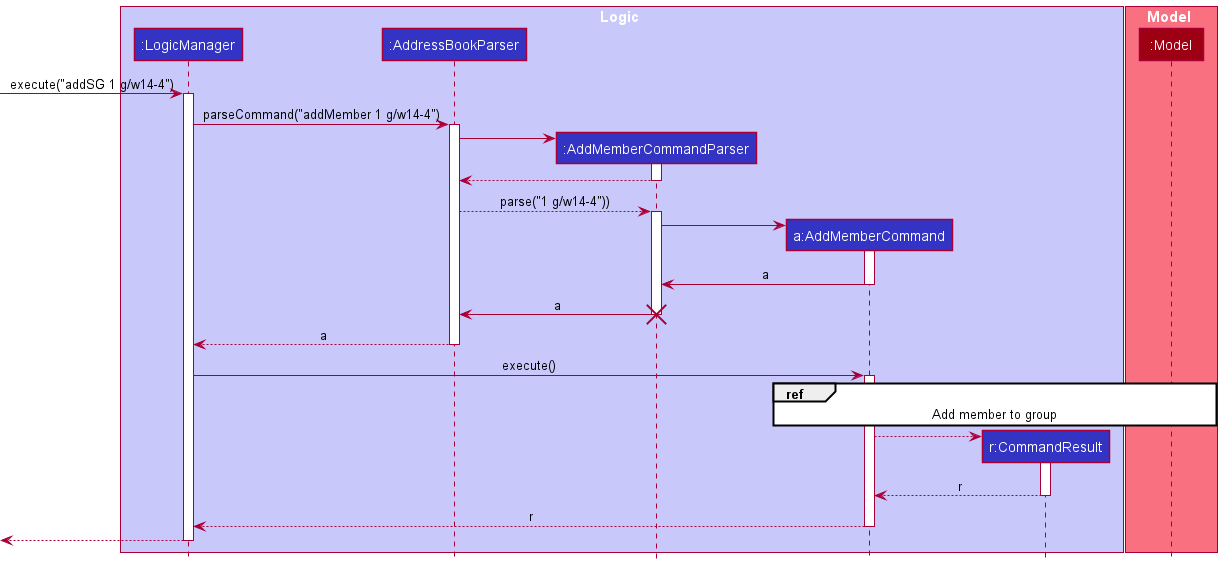 Logic
Model
:LogicManager
:AddressBookParser
:Model
execute("addSG 1 g/w14-4")
parseCommand("addMember 1 g/w14-4")
:AddMemberCommandParser
parse("1 g/w14-4"))
a:AddMemberCommand
a
a
a
execute()
ref
Add member to group
r:CommandResult
r
r